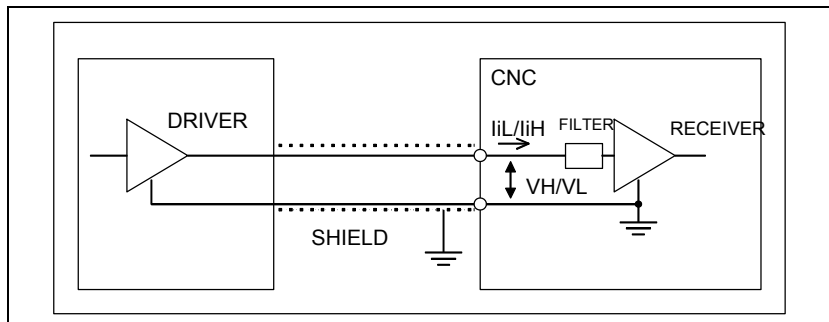 CNC
DRIVER
IiL/IiH
FILTER
RECEIVER
VH/VL
SHIELD